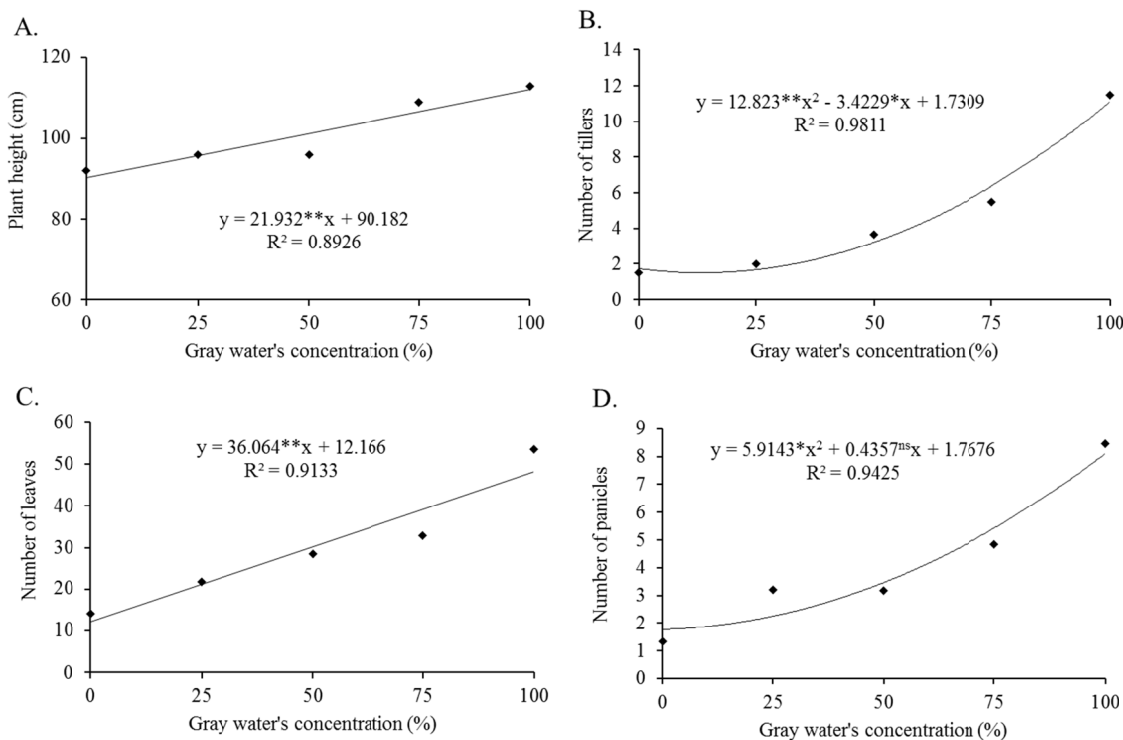 A.
120
100
80
60
Plant height (cm)
y = 21.932**x + 90.182
R² = 0.8926
0 25 50 75 100
Gray water's concentration (%)
B.
14
12
10
8
6
4
2
0
Number of tillers
y = 12.823**x² - 3.4229*x + 1.7309
R² = 0.9811
0 25 50 75 100
Gray water's concentration (%)
C.
60
50
40
30
20
10
0
Number of leaves
y = 36.064**x + 12.166
R² = 0.9133
0 25 50 75 100
Gray water's concentration (%)
D.
9
8
7
6
5
4
3
2
1
0
Number of panicles
y = 5.9143*x² + 0.4357ⁿˢx + 1.7676
R² = 0.9425
0 25 50 75 100
Gray water's concentration (%)